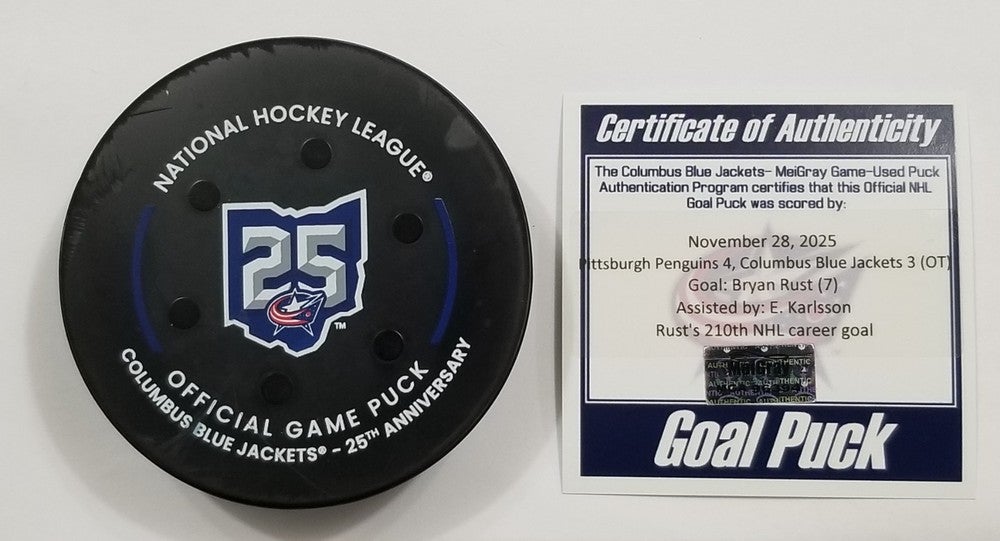 NATIONAL HOCKEY LEAGUE®
25
TM
OFFICIAL GAME PUCK
COLUMBUS BLUE JACKETS® - 25TH ANNIVERSARY
Certificate of Authenticity
The Columbus Blue Jackets- MeiGray Game-Used Puck
Authentication Program certifies that this Official NHL
Goal Puck was scored by:
November 28, 2025
Pittsburgh Penguins 4, Columbus Blue Jackets 3 (OT)
Goal: Bryan Rust (7)
Assisted by: E. Karlsson
Rust's 210th NHL career goal
MeiGray
AUTHENTIC
Goal Puck